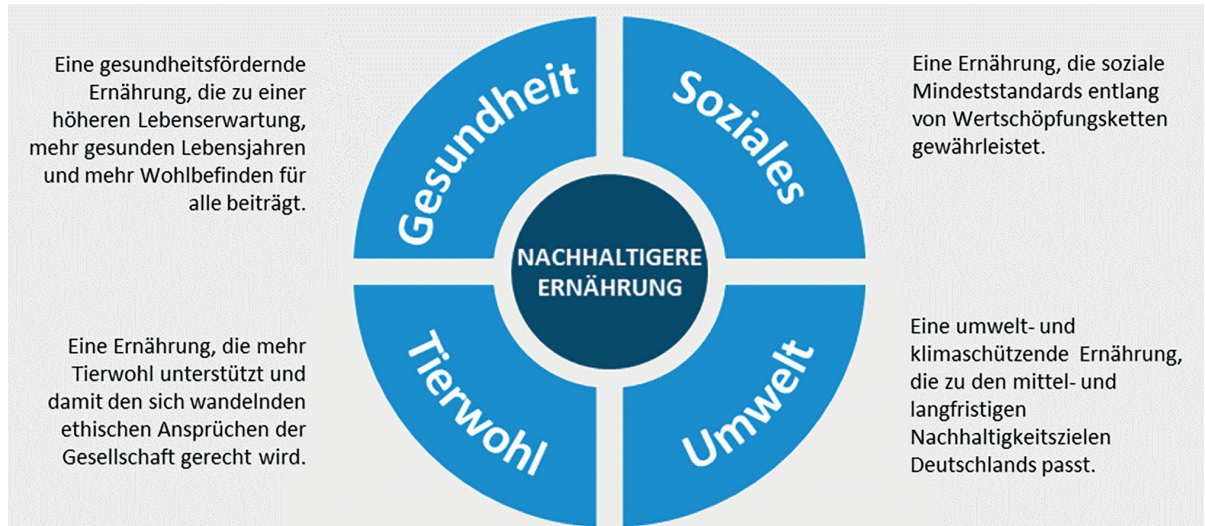 Eine gesundheitsfördernde
Ernährung, die zu einer
höheren Lebenserwartung,
mehr gesunden Lebensjahren
und mehr Wohlbefinden für
alle beiträgt.
Gesundheit
Soziales
Eine Ernährung, die soziale
Mindeststandards entlang
von Wertschöpfungsketten
gewährleistet.
NACHHALTIGERE
ERNÄHRUNG
Eine Ernährung, die mehr
Tierwohl unterstützt und
damit den sich wandelnden
ethischen Ansprüchen der
Gesellschaft gerecht wird.
Tierwohl
Umwelt
Eine umwelt- und
klimaschützende Ernährung,
die zu den mittel- und
langfristigen
Nachhaltigkeitszielen
Deutschlands passt.